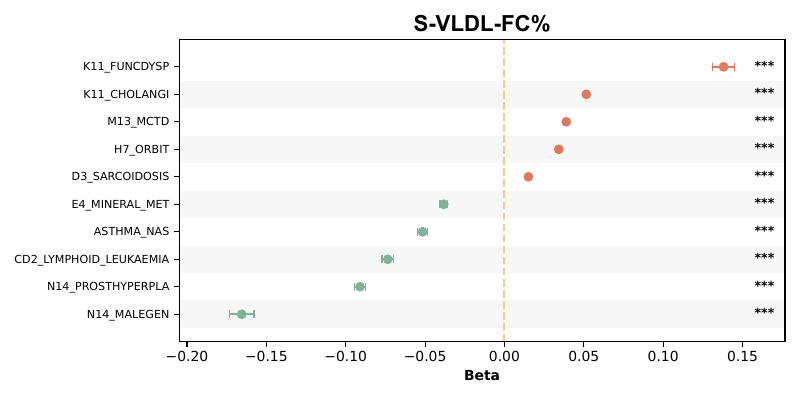 S-VLDL-FC%
K11_FUNCDYSP ***
K11_CHOLANGI ***
M13_MCTD ***
H7_ORBIT ***
D3_SARCOIDOSIS ***
E4_MINERAL_MET ***
ASTHMA_NAS ***
CD2_LYMPHOID_LEUKAEMIA ***
N14_PROSTHYPERPLA ***
N14_MALEGEN ***
−0.20 −0.15 −0.10 −0.05 0.00 0.05 0.10 0.15
Beta